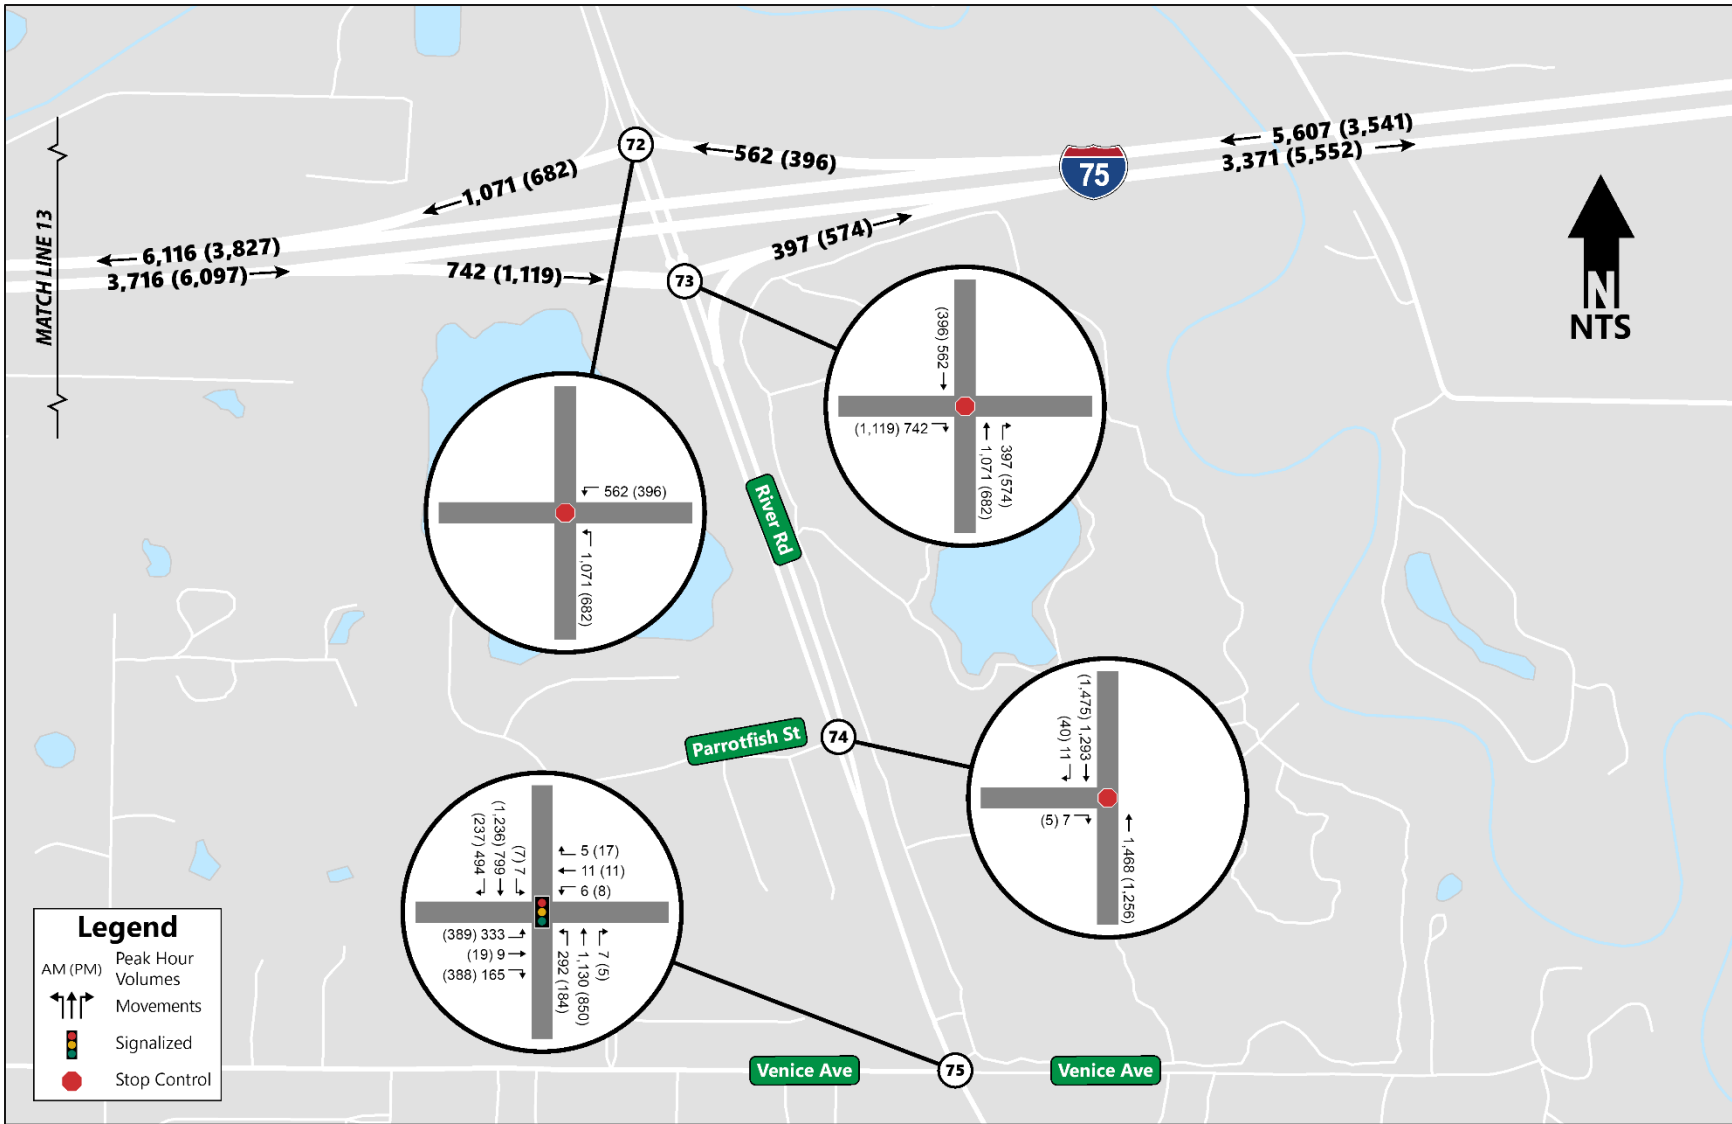 MATCH LINE 13
72
562 (396)
5,607 (3,541)
3,371 (5,552)
75
1,071 (682)
6,116 (3,827)
3,716 (6,097)
742 (1,119)
73
397 (574)
N
NTS
(396) 562
(1,119) 742
397 (574)
1,071 (682)
562 (396)
1,071 (682)
River Rd
Parrotfish St
74
(1,475) 1,293
(40) 11
(5) 7
1,468 (1,256)
(237) 494
(1,236) 799
(7) 7
5 (17)
11 (11)
6 (8)
(389) 333
(19) 9
(388) 165
292 (184)
1,130 (850)
7 (5)
Venice Ave
75
Venice Ave
Legend
AM (PM) Peak Hour
Volumes
Movements
Signalized
Stop Control